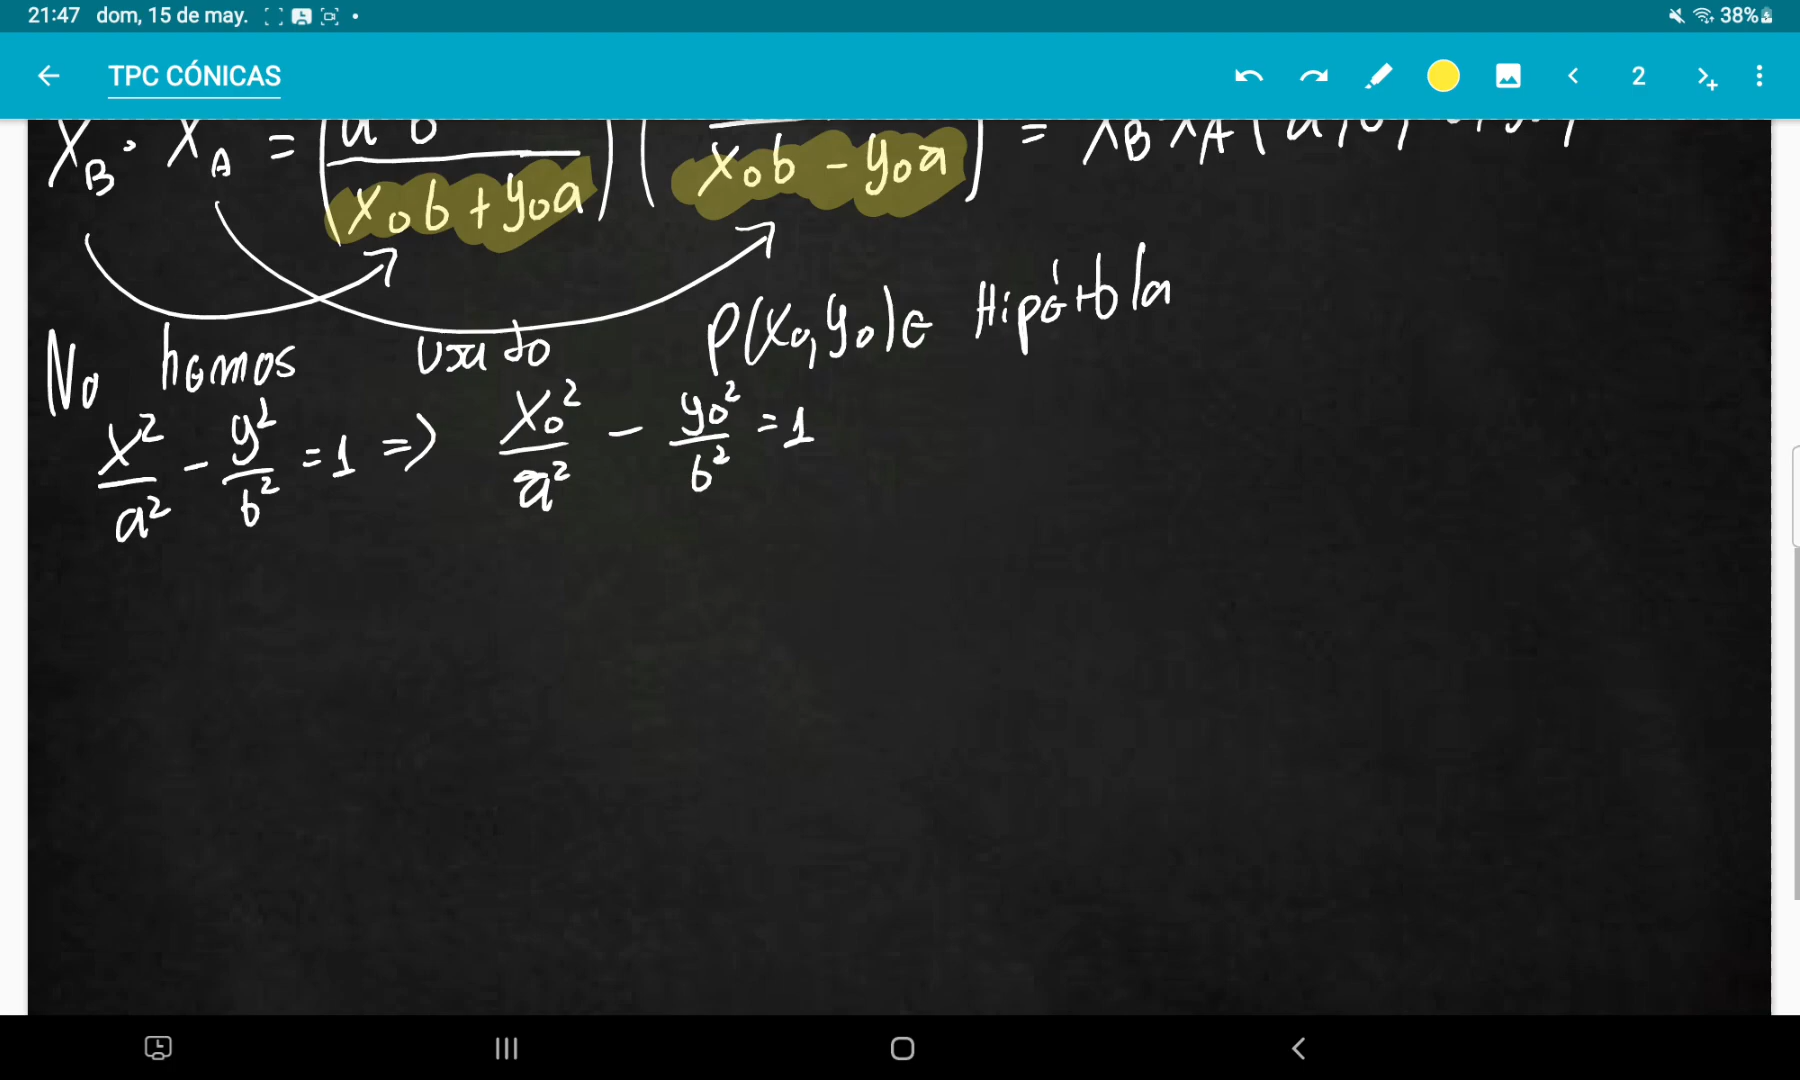 21:47 dom, 15 de may. 38%
TPC CÓNICAS 2
X_B · X_A = (a b / x₀b + y₀a) ( / x₀b - y₀a) = X_B X_A (a, b,
No hemos usado P(x₀, y₀) ∈ Hipérbla
x²/a² - y²/b² = 1 ⇒ x₀²/a² - y₀²/b² = 1